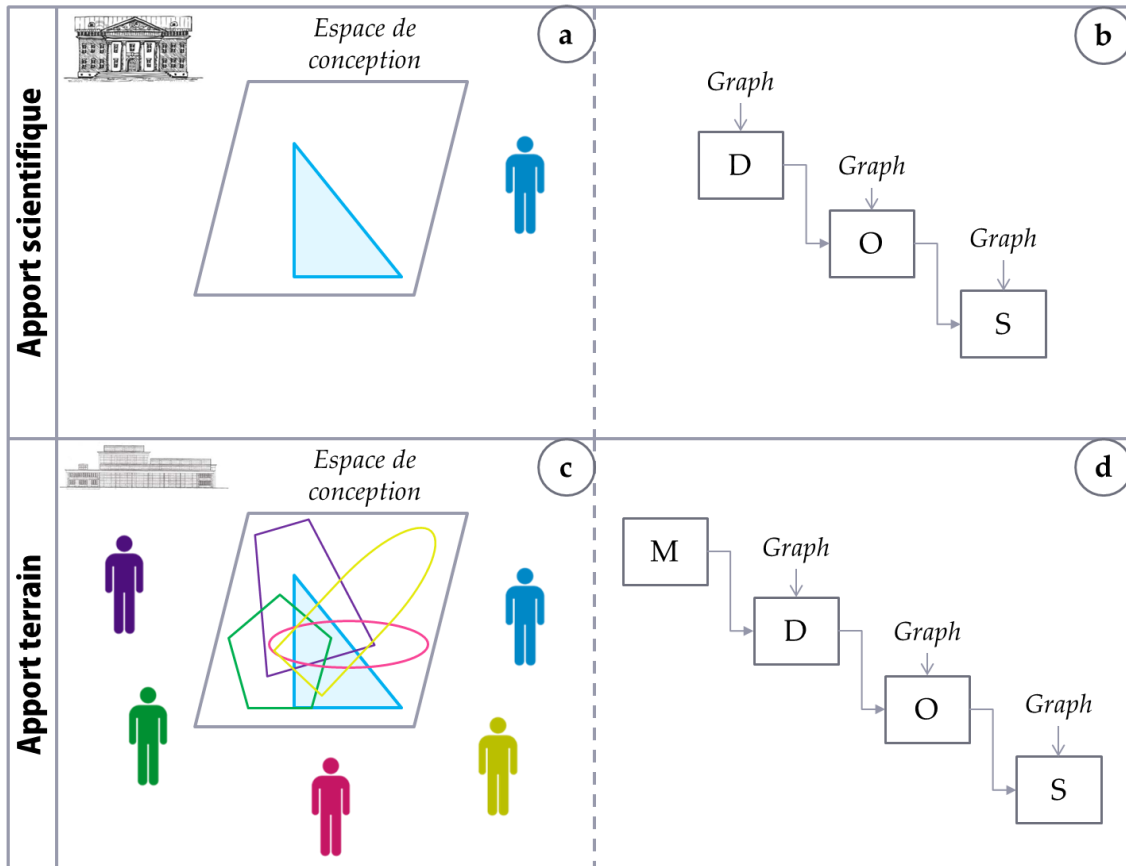 Apport scientifique
Espace de
conception
a
b
Graph
D
Graph
O
Graph
S
Apport terrain
Espace de
conception
c
d
M
Graph
D
Graph
O
Graph
S